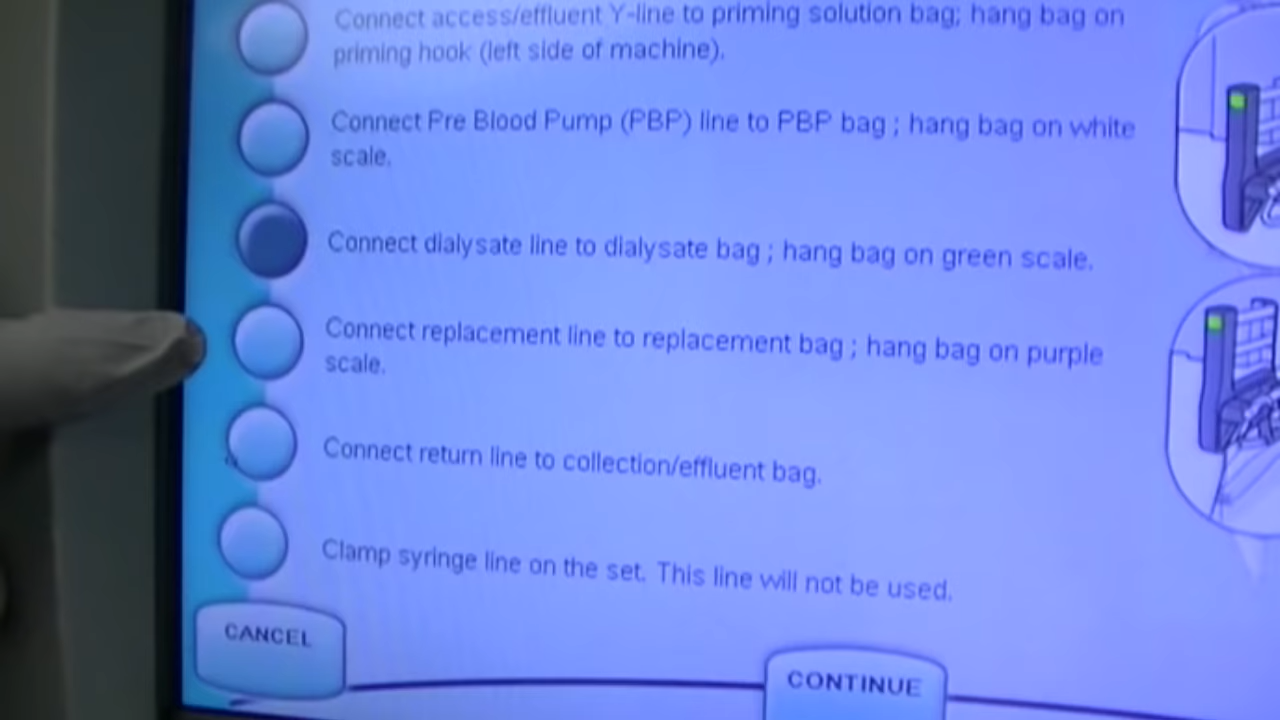 Connect access/effluent Y-line to priming solution bag; hang bag on
priming hook (left side of machine).
Connect Pre Blood Pump (PBP) line to PBP bag ; hang bag on white
scale.
Connect dialysate line to dialysate bag ; hang bag on green scale.
Connect replacement line to replacement bag ; hang bag on purple
scale.
Connect return line to collection/effluent bag.
Clamp syringe line on the set. This line will not be used.
CANCEL
CONTINUE